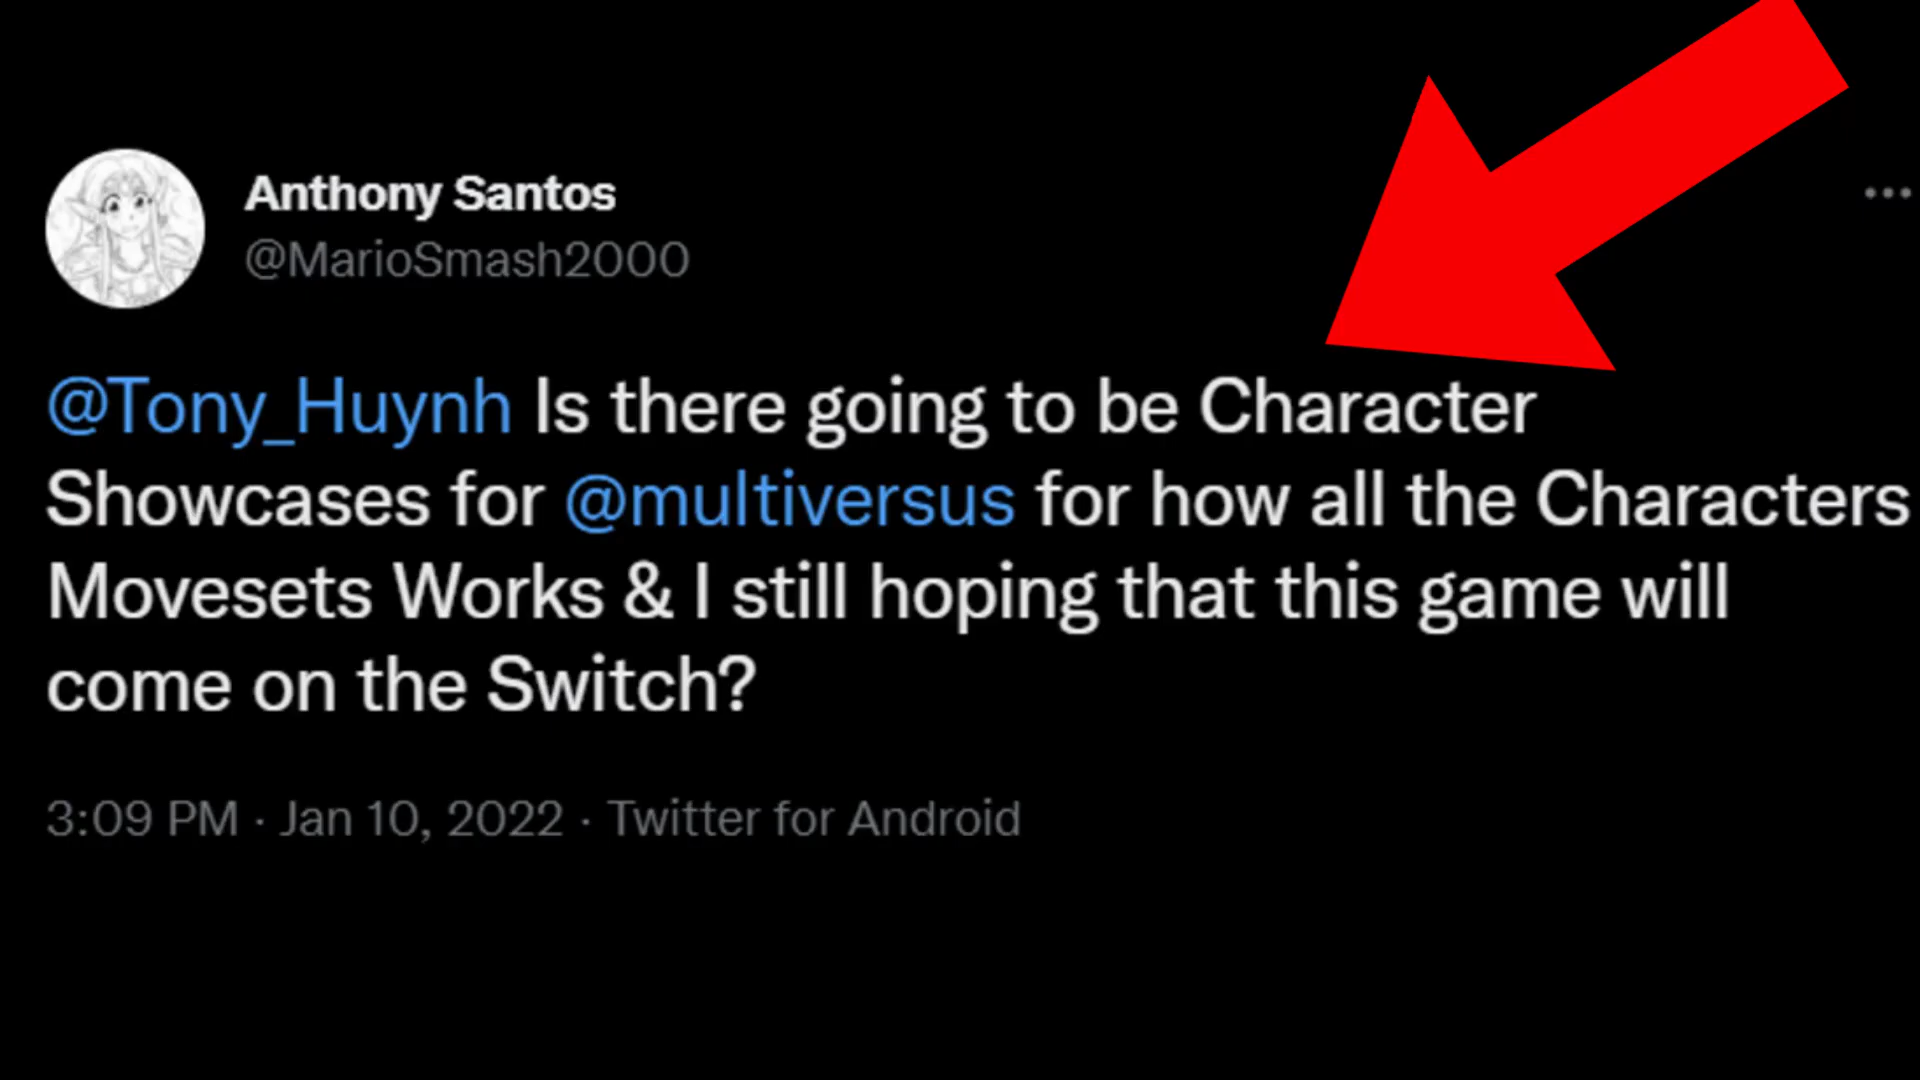 Anthony Santos
@MarioSmash2000
@Tony_Huynh Is there going to be Character
Showcases for @multiversus for how all the Characters
Movesets Works & I still hoping that this game will
come on the Switch?
3:09 PM · Jan 10, 2022 · Twitter for Android